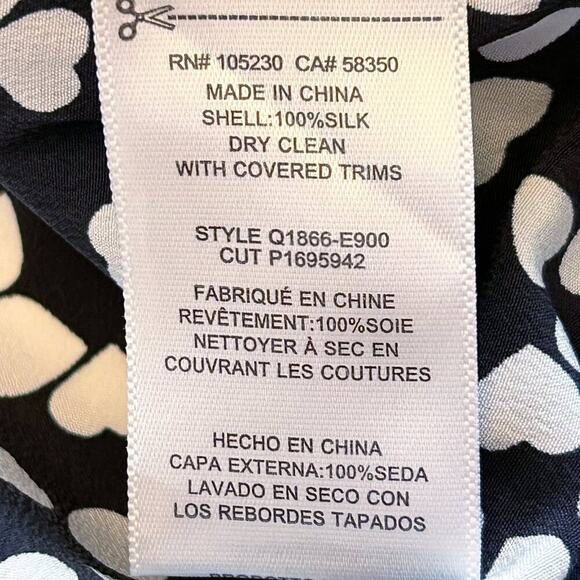 RN# 105230 CA# 58350
MADE IN CHINA
SHELL:100%SILK
DRY CLEAN
WITH COVERED TRIMS
STYLE Q1866-E900
CUT P1695942
FABRIQUÉ EN CHINE
REVÊTEMENT:100%SOIE
NETTOYER À SEC EN
COUVRANT LES COUTURES
HECHO EN CHINA
CAPA EXTERNA:100%SEDA
LAVADO EN SECO CON
LOS REBORDES TAPADOS